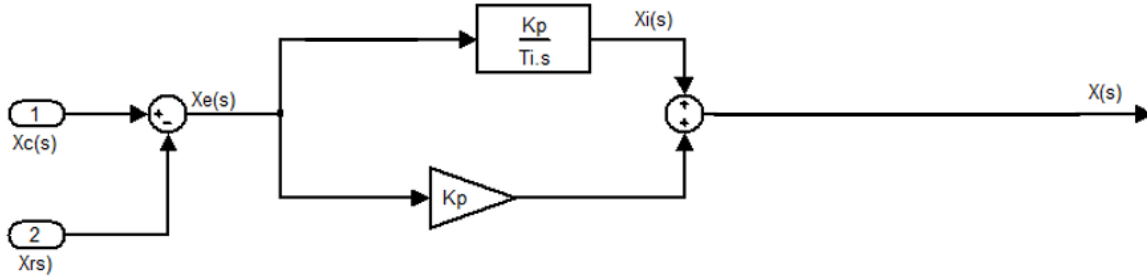 Kp
Ti.s
Xi(s)
1
Xc(s)
+
-
Xe(s)
+
+
X(s)
Kp
2
Xrs)